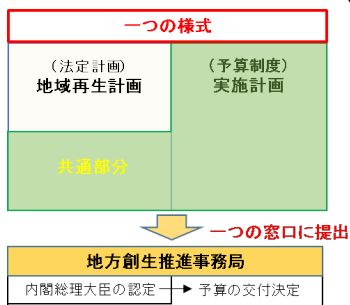 一つの様式
(法定計画)
地域再生計画
(予算制度)
実施計画
共通部分
一つの窓口に提出
地方創生推進事務局
内閣総理大臣の認定
予算の交付決定